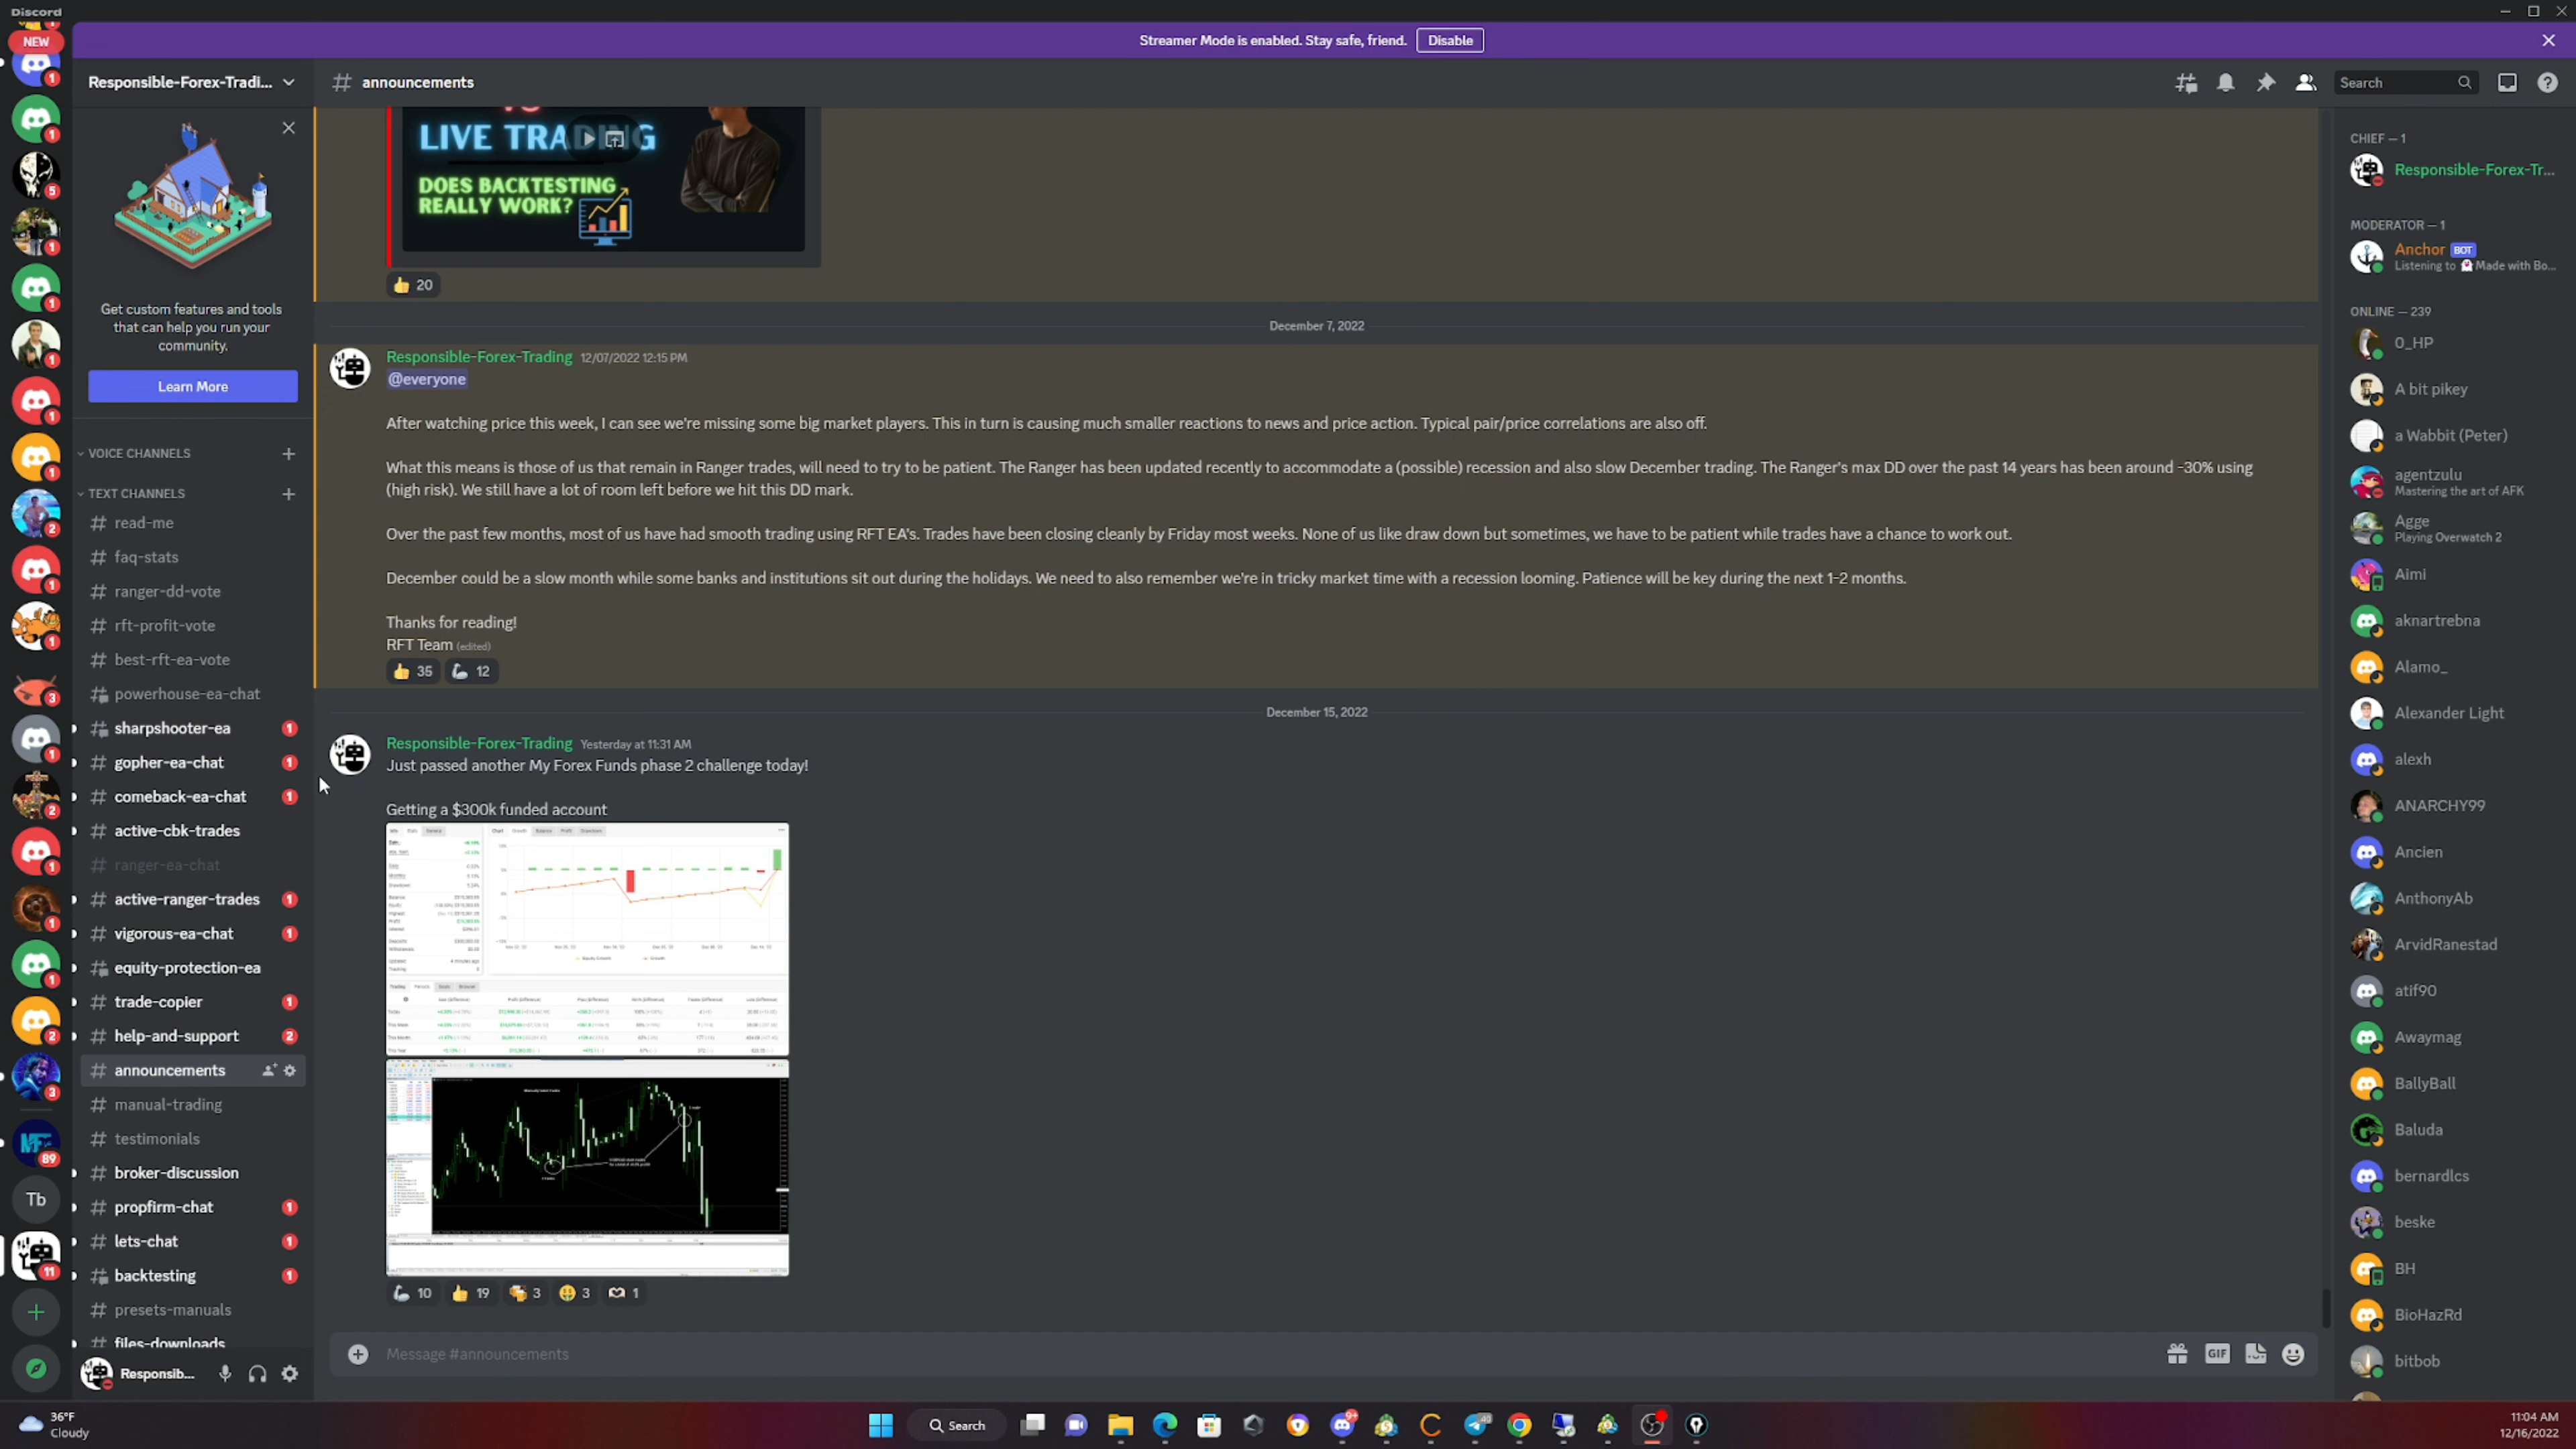 Discord
Streamer Mode is enabled. Stay safe, friend. Disable
NEW
Responsible-Forex-Tradi...
announcements
Search
Get custom features and tools
that can help you run your
community.
Learn More
VOICE CHANNELS
TEXT CHANNELS
read-me
faq-stats
ranger-dd-vote
rft-profit-vote
best-rft-ea-vote
powerhouse-ea-chat
sharpshooter-ea 1
gopher-ea-chat 1
comeback-ea-chat 1
active-cbk-trades
ranger-ea-chat
active-ranger-trades 1
vigorous-ea-chat 1
equity-protection-ea
trade-copier 1
help-and-support 2
announcements
manual-trading
testimonials
broker-discussion
propfirm-chat 1
lets-chat 1
backtesting 1
presets-manuals
files-downloads
Tb
Responsib...
LIVE TRADING
DOES BACKTESTING
REALLY WORK?
20
December 7, 2022
Responsible-Forex-Trading 12/07/2022 12:15 PM
@everyone
After watching price this week, I can see we're missing some big market players. This in turn is causing much smaller reactions to news and price action. Typical pair/price correlations are also off.
What this means is those of us that remain in Ranger trades, will need to try to be patient. The Ranger has been updated recently to accommodate a (possible) recession and also slow December trading. The Ranger's max DD over the past 14 years has been around -30% using
(high risk). We still have a lot of room left before we hit this DD mark.
Over the past few months, most of us have had smooth trading using RFT EA's. Trades have been closing cleanly by Friday most weeks. None of us like draw down but sometimes, we have to be patient while trades have a chance to work out.
December could be a slow month while some banks and institutions sit out during the holidays. We need to also remember we're in tricky market time with a recession looming. Patience will be key during the next 1-2 months.
Thanks for reading!
RFT Team (edited)
35 12
December 15, 2022
Responsible-Forex-Trading Yesterday at 11:31 AM
Just passed another My Forex Funds phase 2 challenge today!
Getting a $300k funded account
10 19 3 3 1
Message #announcements
GIF
CHIEF — 1
Responsible-Forex-Tr...
MODERATOR — 1
Anchor BOT
Listening to Made with Bo...
ONLINE — 239
0_HP
A bit pikey
a Wabbit (Peter)
agentzulu
Mastering the art of AFK
Agge
Playing Overwatch 2
Aimi
aknartrebna
Alamo_
Alexander Light
alexh
ANARCHY99
Ancien
AnthonyAb
ArvidRanestad
atif90
Awaymag
BallyBall
Baluda
bernardlcs
beske
BH
BioHazRd
bitbob
36°F
Cloudy
Search
11:04 AM
12/16/2022